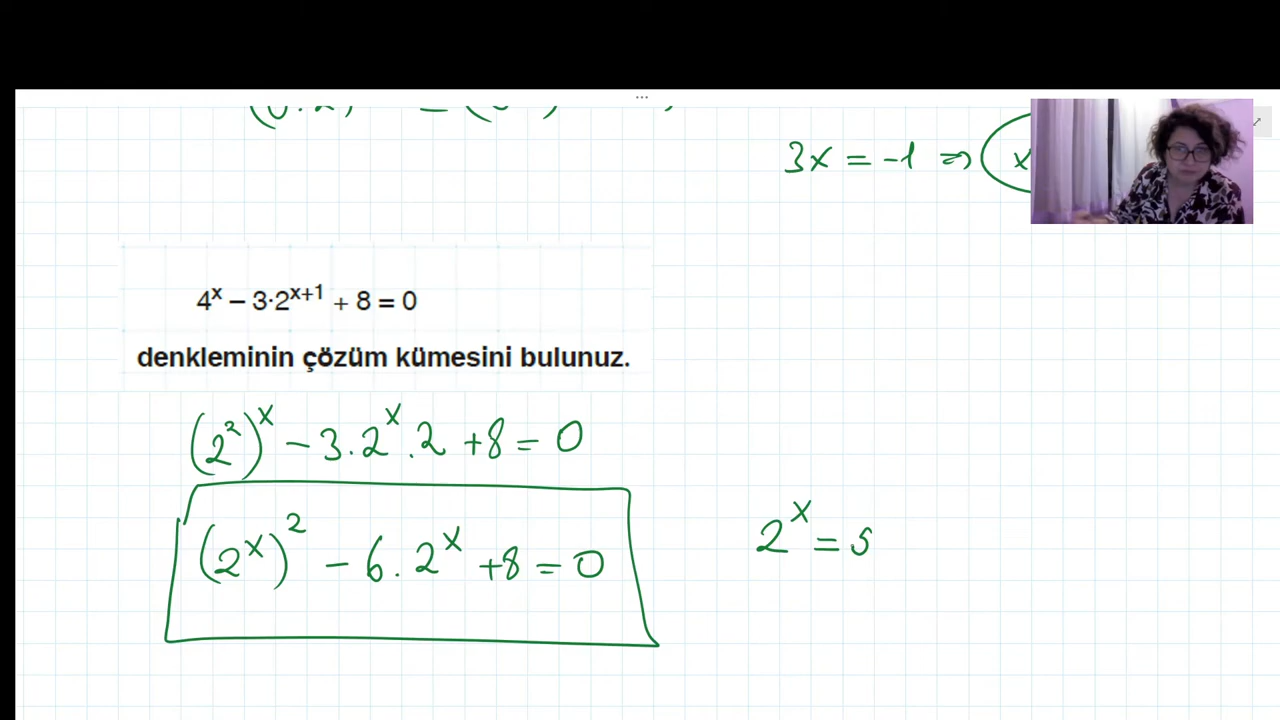 3x = -1 ⇒ x
4^x – 3·2^(x+1) + 8 = 0
denkleminin çözüm kümesini bulunuz.
(2²)^x - 3.2^x.2 +8 = 0
(2^x)² - 6.2^x +8 = 0
2^x = s